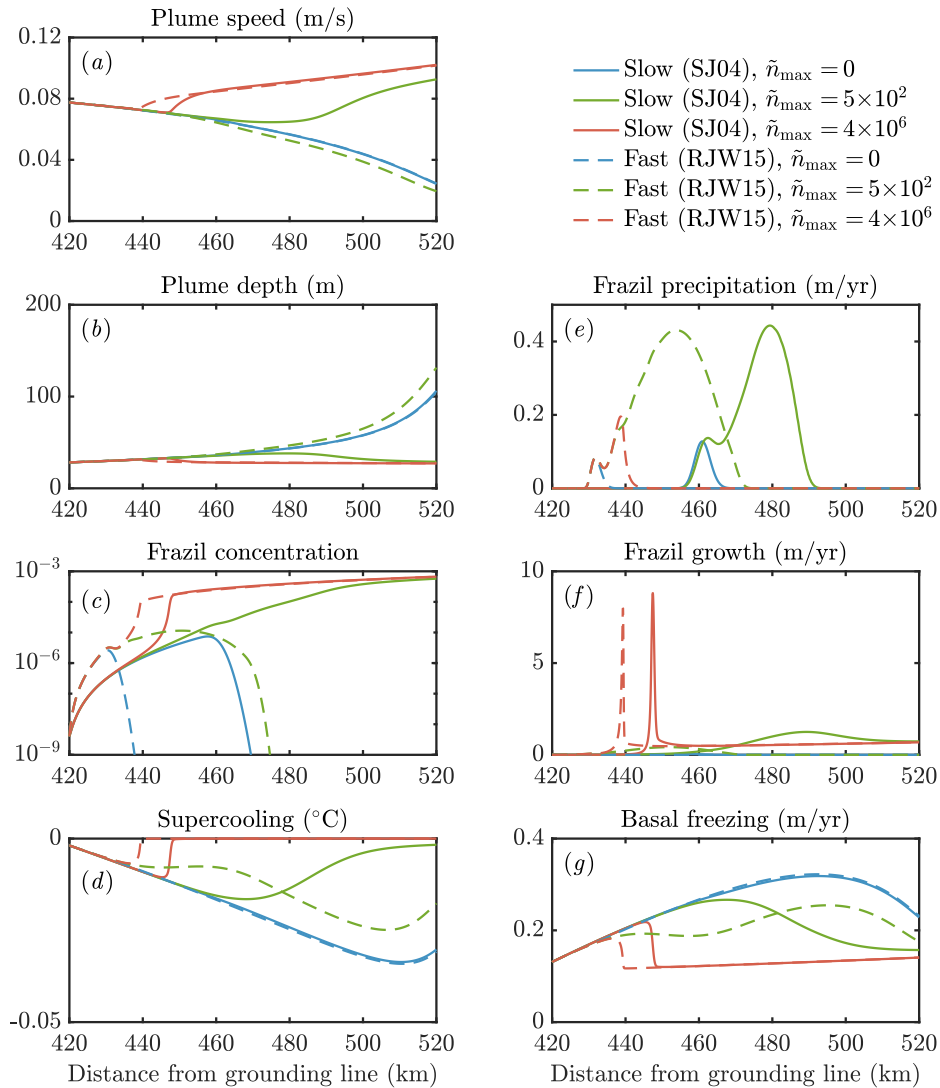 Plume speed (m/s)
(a)
0.12
0.08
0.04
0
420 440 460 480 500 520
Slow (SJ04), ñmax = 0
Slow (SJ04), ñmax = 5×10²
Slow (SJ04), ñmax = 4×10⁶
Fast (RJW15), ñmax = 0
Fast (RJW15), ñmax = 5×10²
Fast (RJW15), ñmax = 4×10⁶
Plume depth (m)
(b)
200
100
0
420 440 460 480 500 520
Frazil precipitation (m/yr)
(e)
0.4
0.2
0
420 440 460 480 500 520
Frazil concentration
(c)
10⁻³
10⁻⁶
10⁻⁹
420 440 460 480 500 520
Frazil growth (m/yr)
(f)
10
5
0
420 440 460 480 500 520
Supercooling (°C)
(d)
0
-0.05
420 440 460 480 500 520
Distance from grounding line (km)
Basal freezing (m/yr)
(g)
0.4
0.2
0
420 440 460 480 500 520
Distance from grounding line (km)